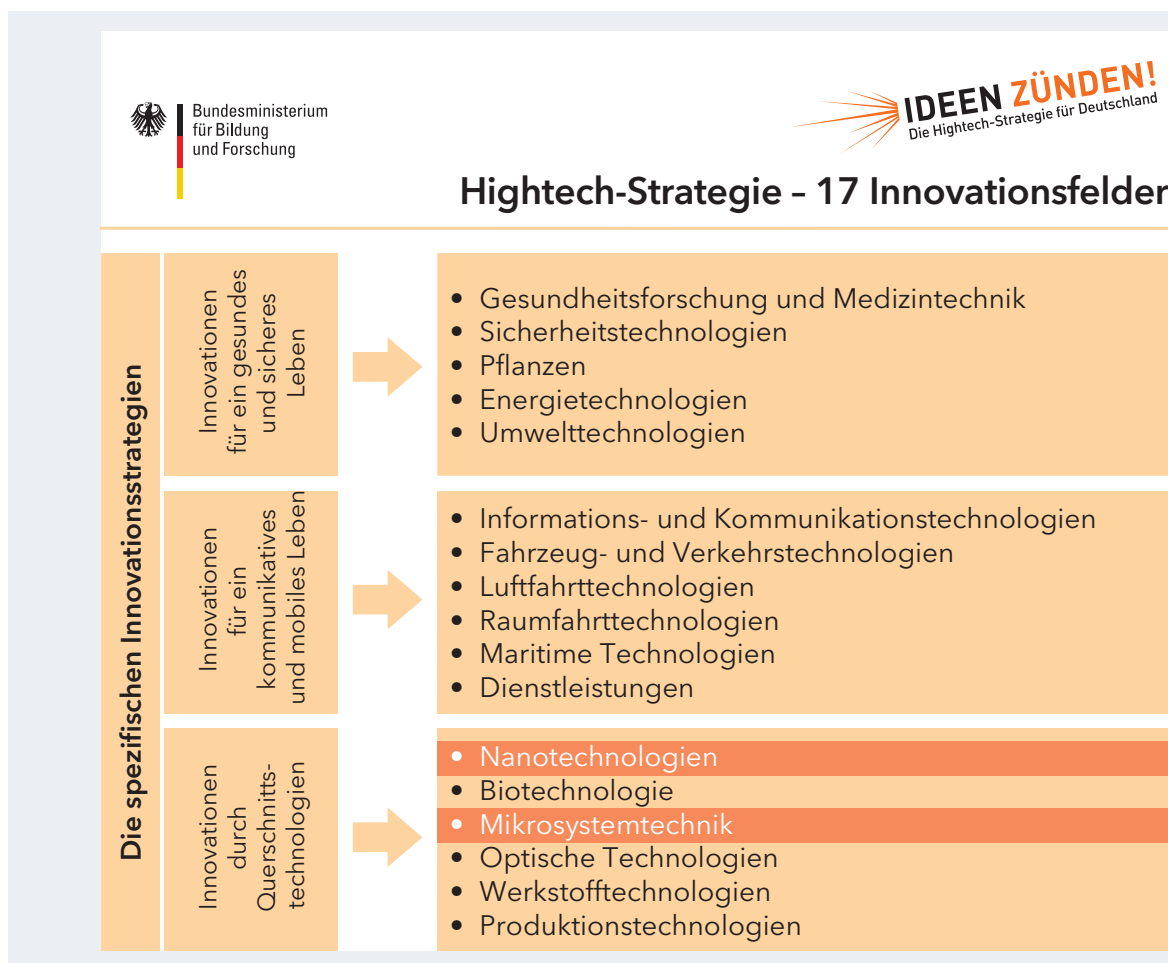 Bundesministerium
für Bildung
und Forschung
IDEEN ZÜNDEN!
Die Hightech-Strategie für Deutschland
Hightech-Strategie – 17 Innovationsfelder
Die spezifischen Innovationsstrategien
Innovationen
für ein gesundes
und sicheres
Leben
• Gesundheitsforschung und Medizintechnik
• Sicherheitstechnologien
• Pflanzen
• Energietechnologien
• Umwelttechnologien
Innovationen
für ein
kommunikatives
und mobiles Leben
• Informations- und Kommunikationstechnologien
• Fahrzeug- und Verkehrstechnologien
• Luftfahrttechnologien
• Raumfahrttechnologien
• Maritime Technologien
• Dienstleistungen
Innovationen
durch
Querschnitts-
technologien
• Nanotechnologien
• Biotechnologie
• Mikrosystemtechnik
• Optische Technologien
• Werkstofftechnologien
• Produktionstechnologien